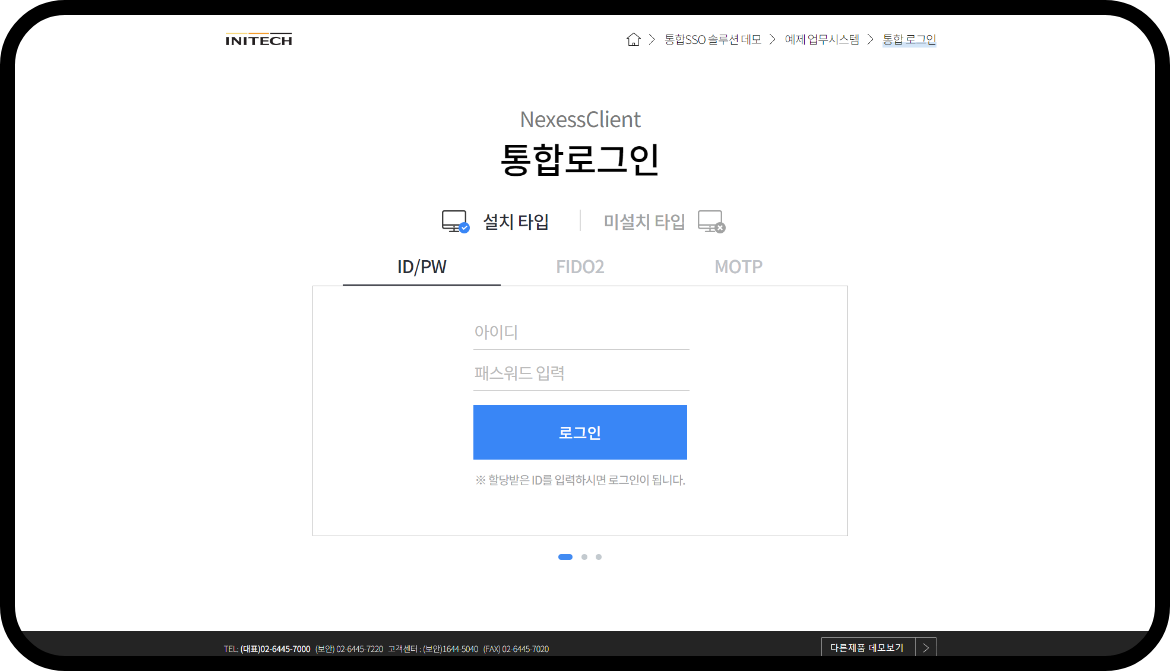 INITECH
통합SSO 솔루션 데모 > 예제 업무시스템 > 통합 로그인
NexessClient
통합로그인
설치 타입 | 미설치 타입
ID/PW FIDO2 MOTP
아이디
패스워드 입력
로그인
※ 할당받은 ID를 입력하시면 로그인이 됩니다.
TEL: (대표)02-6445-7000 (보안) 02-6445-7220 고객센터 : (보안)1644-5040 (FAX) 02-6445-7020
다른제품 데모보기 >